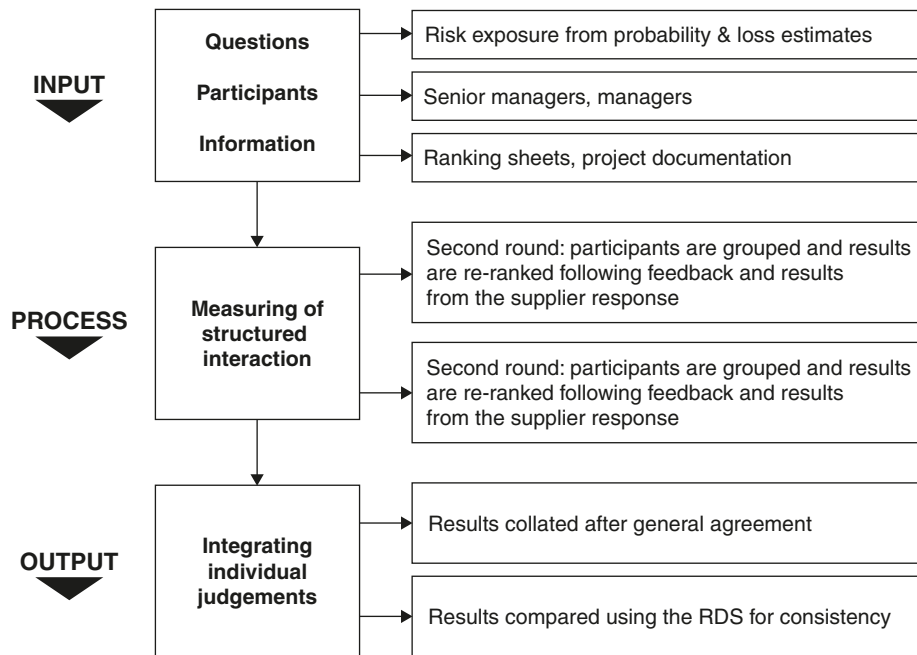 INPUT
Questions
Participants
Information
Risk exposure from probability & loss estimates
Senior managers, managers
Ranking sheets, project documentation
PROCESS
Measuring of
structured
interaction
Second round: participants are grouped and results
are re-ranked following feedback and results
from the supplier response
Second round: participants are grouped and results
are re-ranked following feedback and results
from the supplier response
OUTPUT
Integrating
individual
judgements
Results collated after general agreement
Results compared using the RDS for consistency